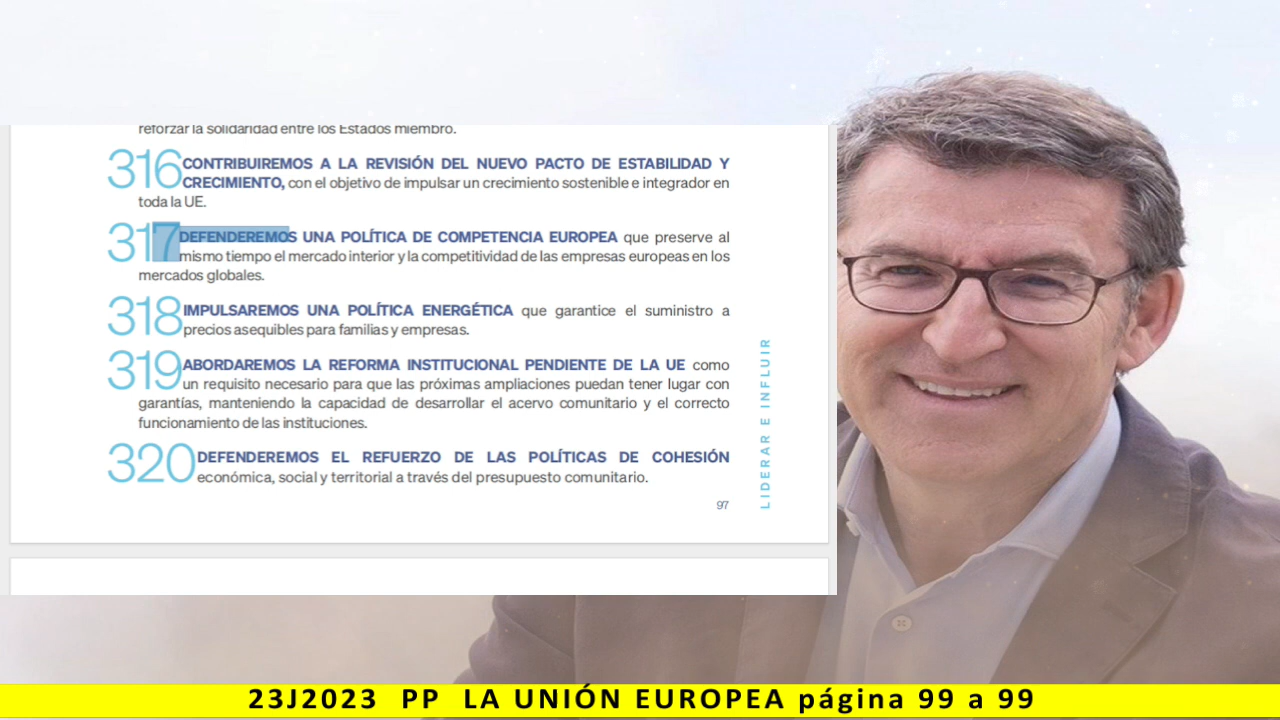 reforzar la solidaridad entre los Estados miembro.
316 CONTRIBUIREMOS A LA REVISIÓN DEL NUEVO PACTO DE ESTABILIDAD Y
CRECIMIENTO, con el objetivo de impulsar un crecimiento sostenible e integrador en
toda la UE.
317 DEFENDEREMOS UNA POLÍTICA DE COMPETENCIA EUROPEA que preserve al
mismo tiempo el mercado interior y la competitividad de las empresas europeas en los
mercados globales.
318 IMPULSAREMOS UNA POLÍTICA ENERGÉTICA que garantice el suministro a
precios asequibles para familias y empresas.
319 ABORDAREMOS LA REFORMA INSTITUCIONAL PENDIENTE DE LA UE como
un requisito necesario para que las próximas ampliaciones puedan tener lugar con
garantías, manteniendo la capacidad de desarrollar el acervo comunitario y el correcto
funcionamiento de las instituciones.
320 DEFENDEREMOS EL REFUERZO DE LAS POLÍTICAS DE COHESIÓN
económica, social y territorial a través del presupuesto comunitario.
97
LIDERAR E INFLUIR
23J2023 PP LA UNIÓN EUROPEA página 99 a 99